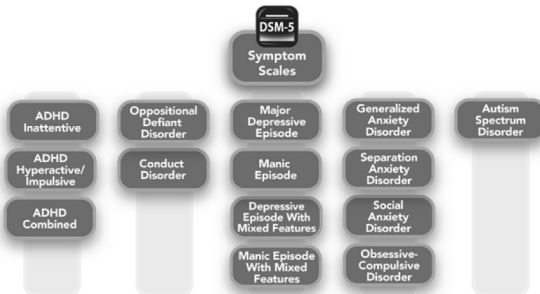 DSM-5
Symptom
Scales
ADHD
Inattentive
ADHD
Hyperactive/
Impulsive
ADHD
Combined
Oppositional
Defiant
Disorder
Conduct
Disorder
Major
Depressive
Episode
Manic
Episode
Depressive
Episode With
Mixed Features
Manic Episode
With Mixed
Features
Generalized
Anxiety
Disorder
Separation
Anxiety
Disorder
Social
Anxiety
Disorder
Obsessive-
Compulsive
Disorder
Autism
Spectrum
Disorder